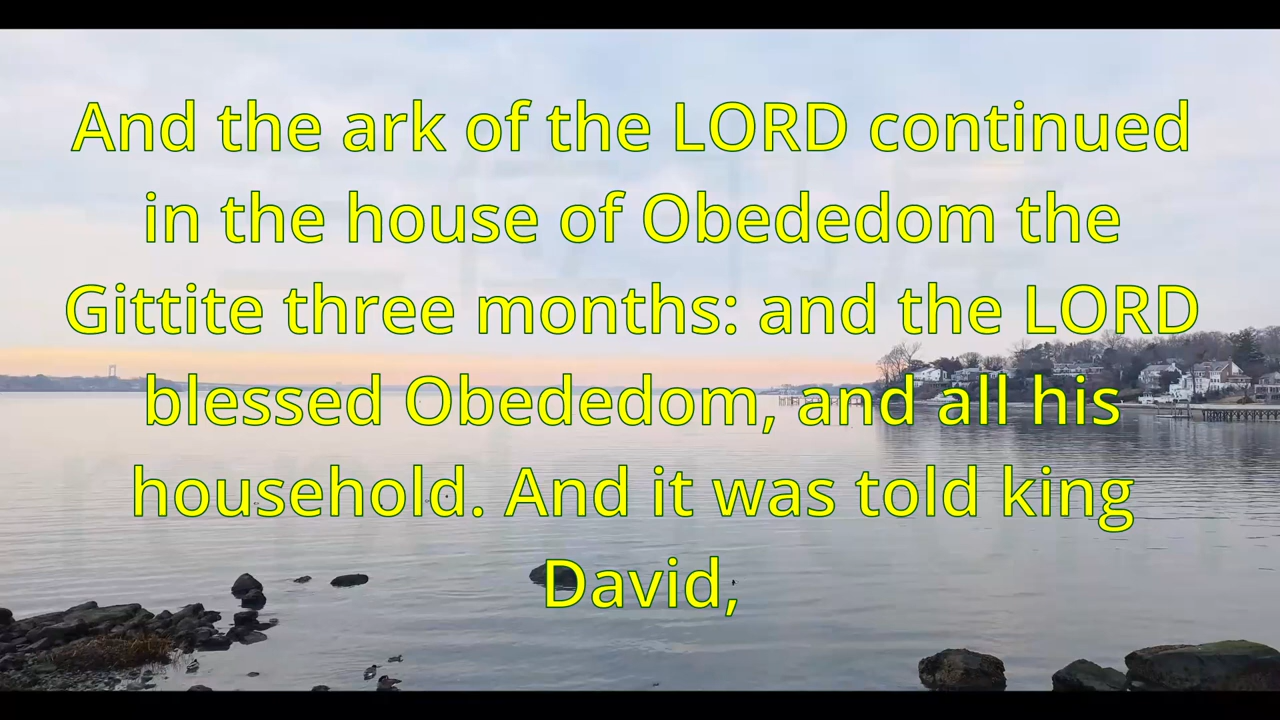 And the ark of the LORD continued
in the house of Obededom the
Gittite three months: and the LORD
blessed Obededom, and all his
household. And it was told king
David,